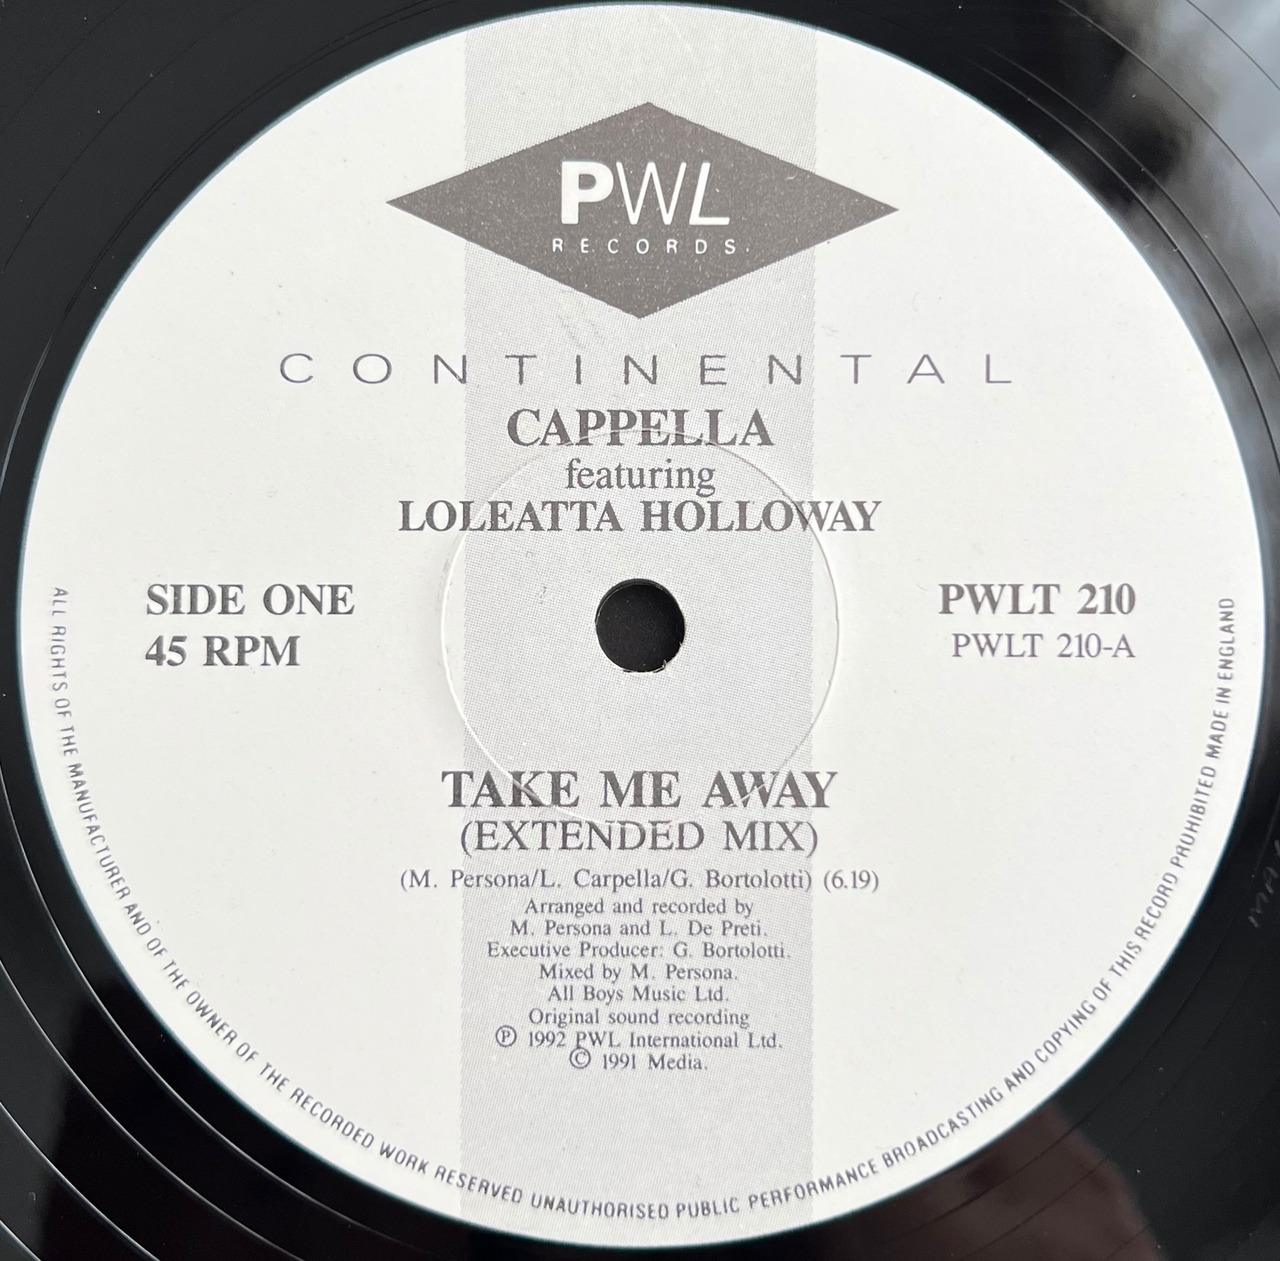 PWL
RECORDS
CONTINENTAL
CAPPELLA
featuring
LOLEATTA HOLLOWAY
SIDE ONE
45 RPM
PWLT 210
PWLT 210-A
TAKE ME AWAY
(EXTENDED MIX)
(M. Persona/L. Carpella/G. Bortolotti) (6.19)
Arranged and recorded by
M. Persona and L. De Preti.
Executive Producer: G. Bortolotti.
Mixed by M. Persona.
All Boys Music Ltd.
Original sound recording
Ⓟ 1992 PWL International Ltd.
© 1991 Media.
ALL RIGHTS OF THE MANUFACTURER AND OF THE OWNER OF THE RECORDED WORK RESERVED UNAUTHORISED PUBLIC PERFORMANCE BROADCASTING AND COPYING OF THIS RECORD PROHIBITED MADE IN ENGLAND